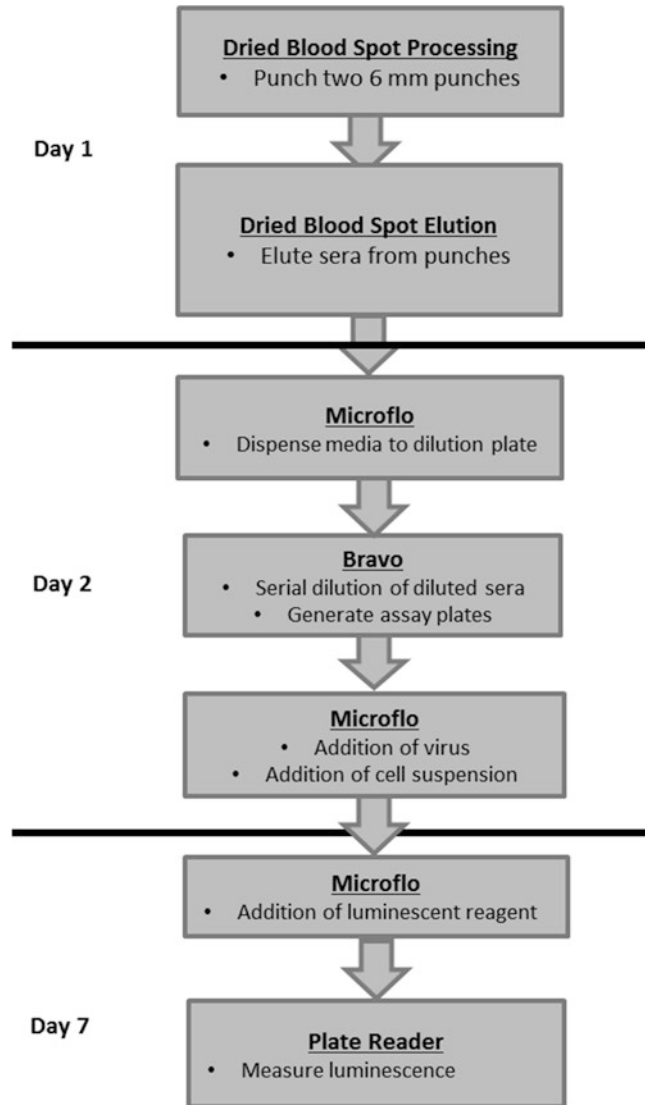 Dried Blood Spot Processing
• Punch two 6 mm punches
Day 1
Dried Blood Spot Elution
• Elute sera from punches
Microflo
• Dispense media to dilution plate
Bravo
• Serial dilution of diluted sera
• Generate assay plates
Day 2
Microflo
• Addition of virus
• Addition of cell suspension
Microflo
• Addition of luminescent reagent
Day 7
Plate Reader
• Measure luminescence